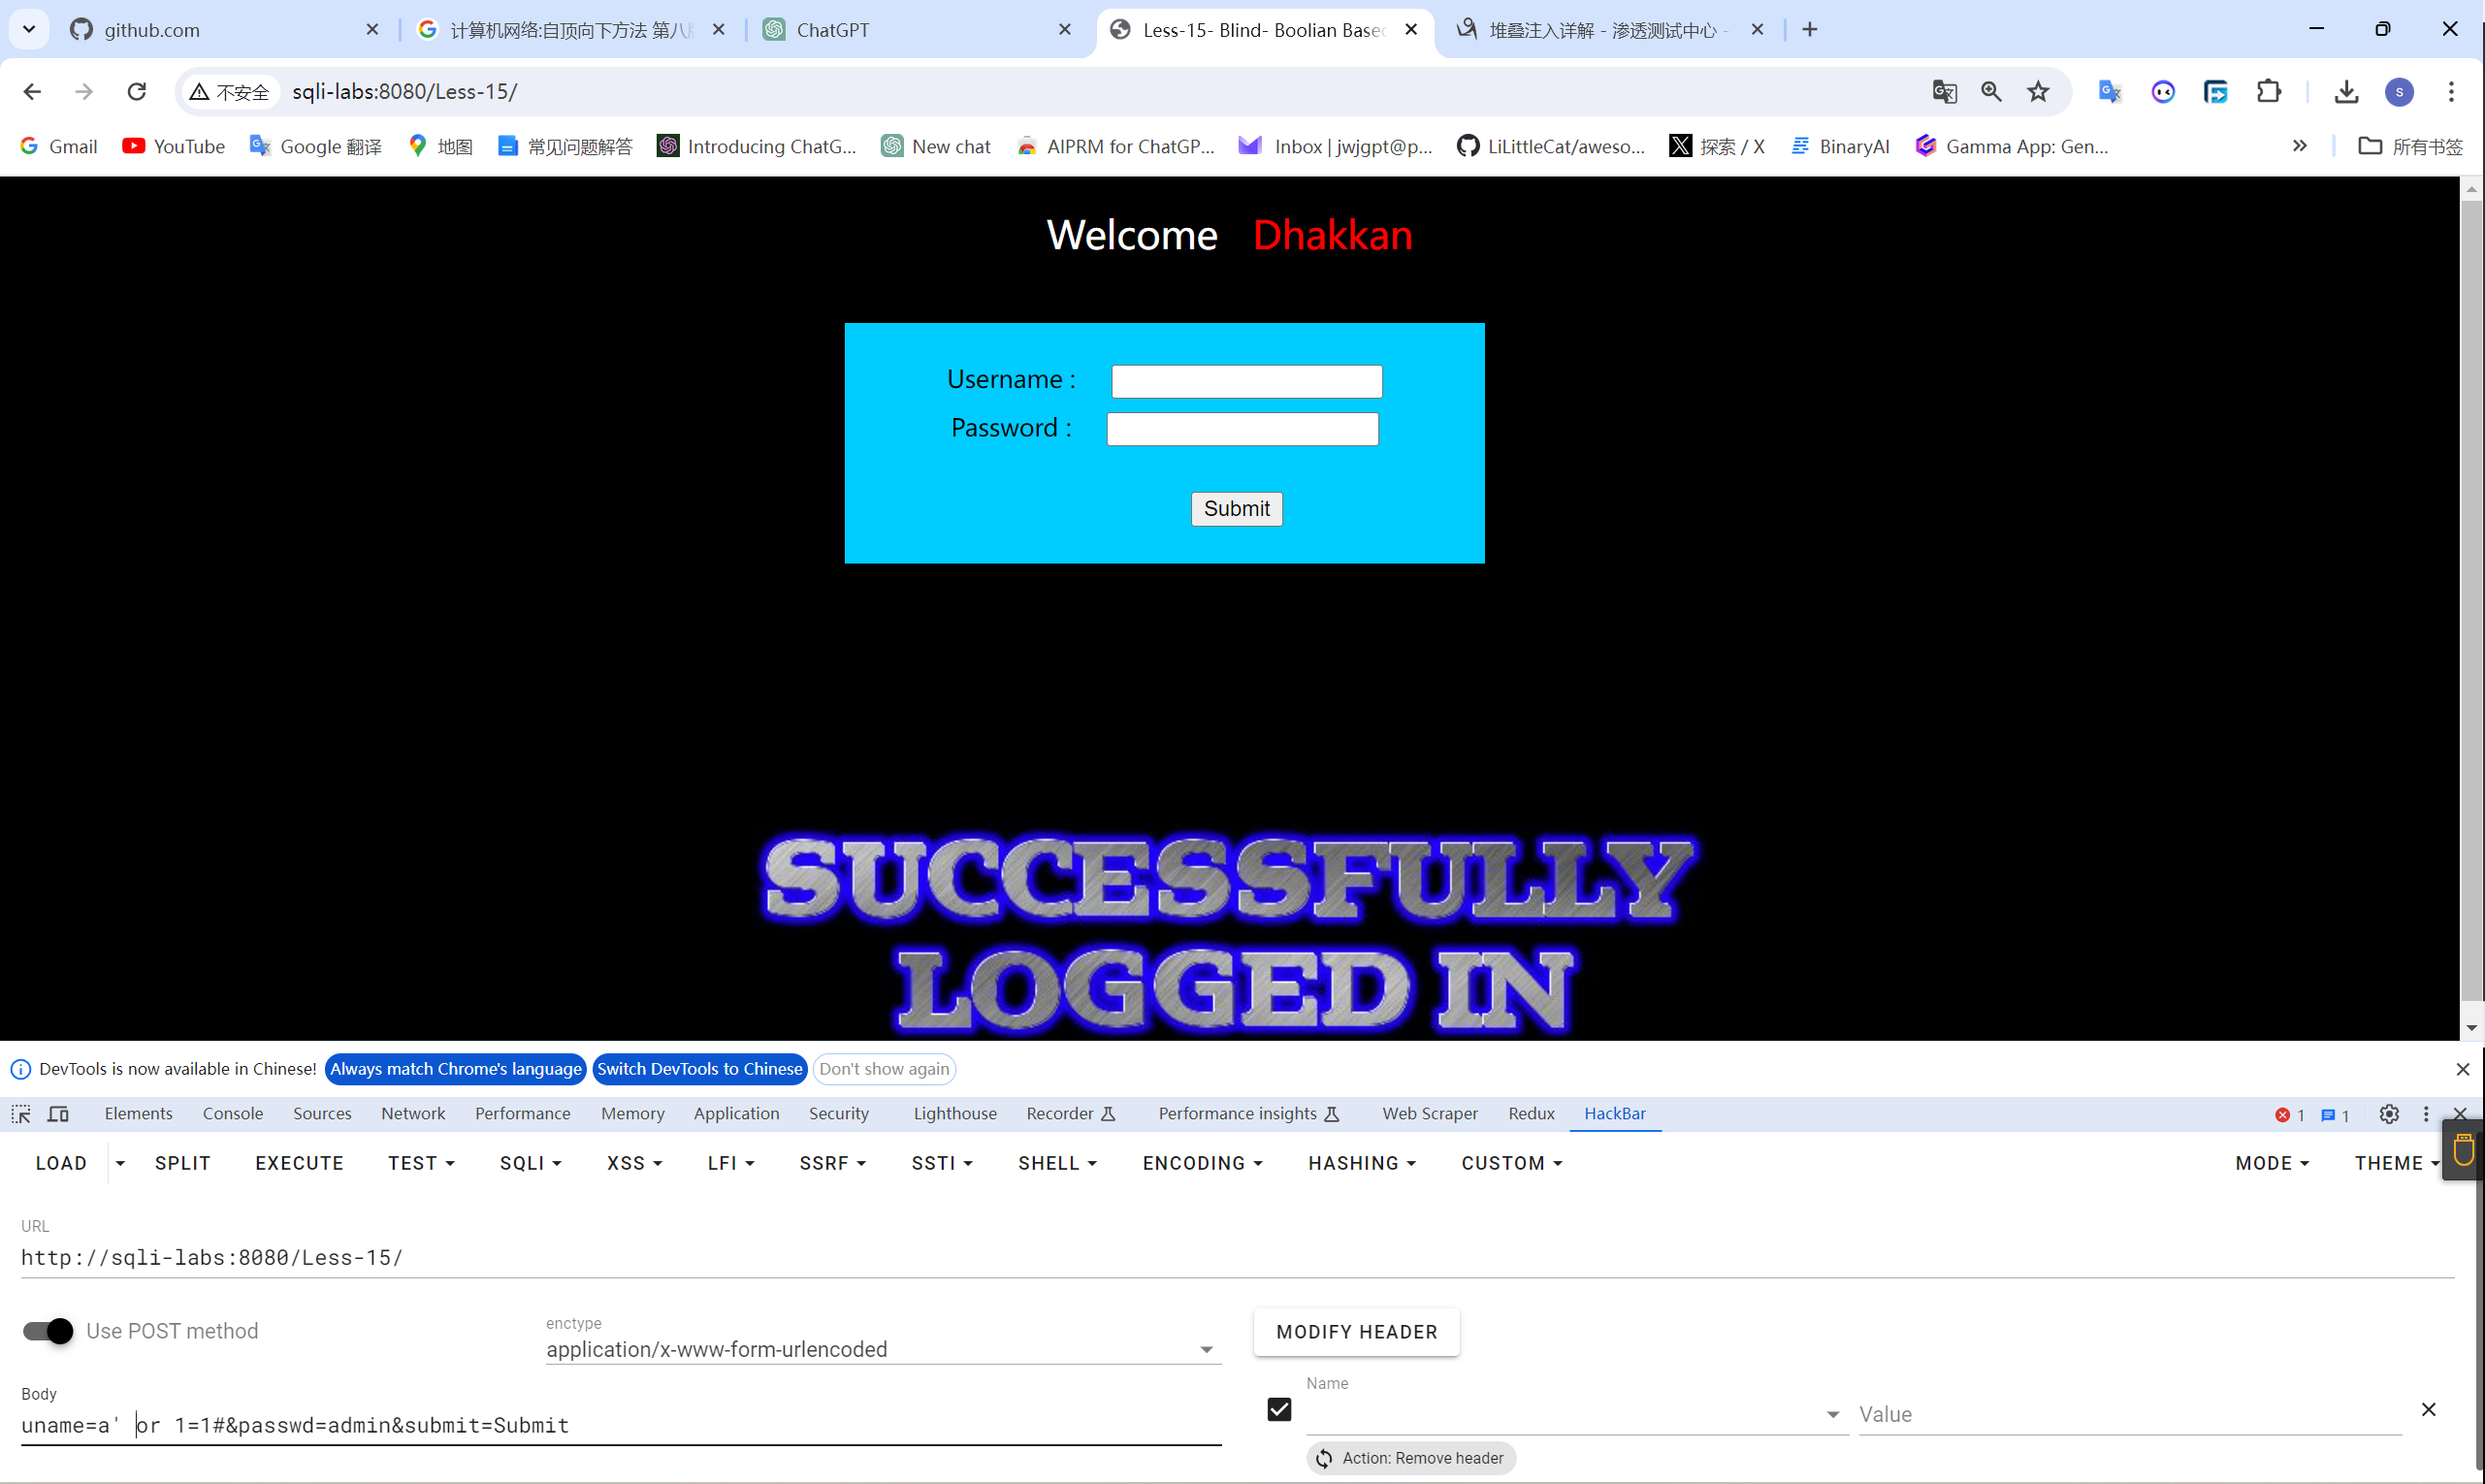 github.com
计算机网络:自顶向下方法 第八
ChatGPT
Less-15- Blind- Boolian Base
堆叠注入详解 - 渗透测试中心 -
不安全
sqli-labs:8080/Less-15/
S
Gmail
YouTube
Google 翻译
地图
常见问题解答
Introducing ChatG...
New chat
AIPRM for ChatGP...
Inbox | jwjgpt@p...
LiLittleCat/aweso...
探索 / X
BinaryAI
Gamma App: Gen...
所有书签
Welcome Dhakkan
Username :
Password :
Submit
SUCCESSFULLY
LOGGED IN
DevTools is now available in Chinese! Always match Chrome's language Switch DevTools to Chinese Don't show again
Elements Console Sources Network Performance Memory Application Security Lighthouse Recorder Performance insights Web Scraper Redux HackBar 1 1
LOAD SPLIT EXECUTE TEST SQLI XSS LFI SSRF SSTI SHELL ENCODING HASHING CUSTOM MODE THEME
URL
http://sqli-labs:8080/Less-15/
Use POST method
enctype
application/x-www-form-urlencoded
MODIFY HEADER
Body
uname=a' or 1=1#&passwd=admin&submit=Submit
Name
Value
Action: Remove header